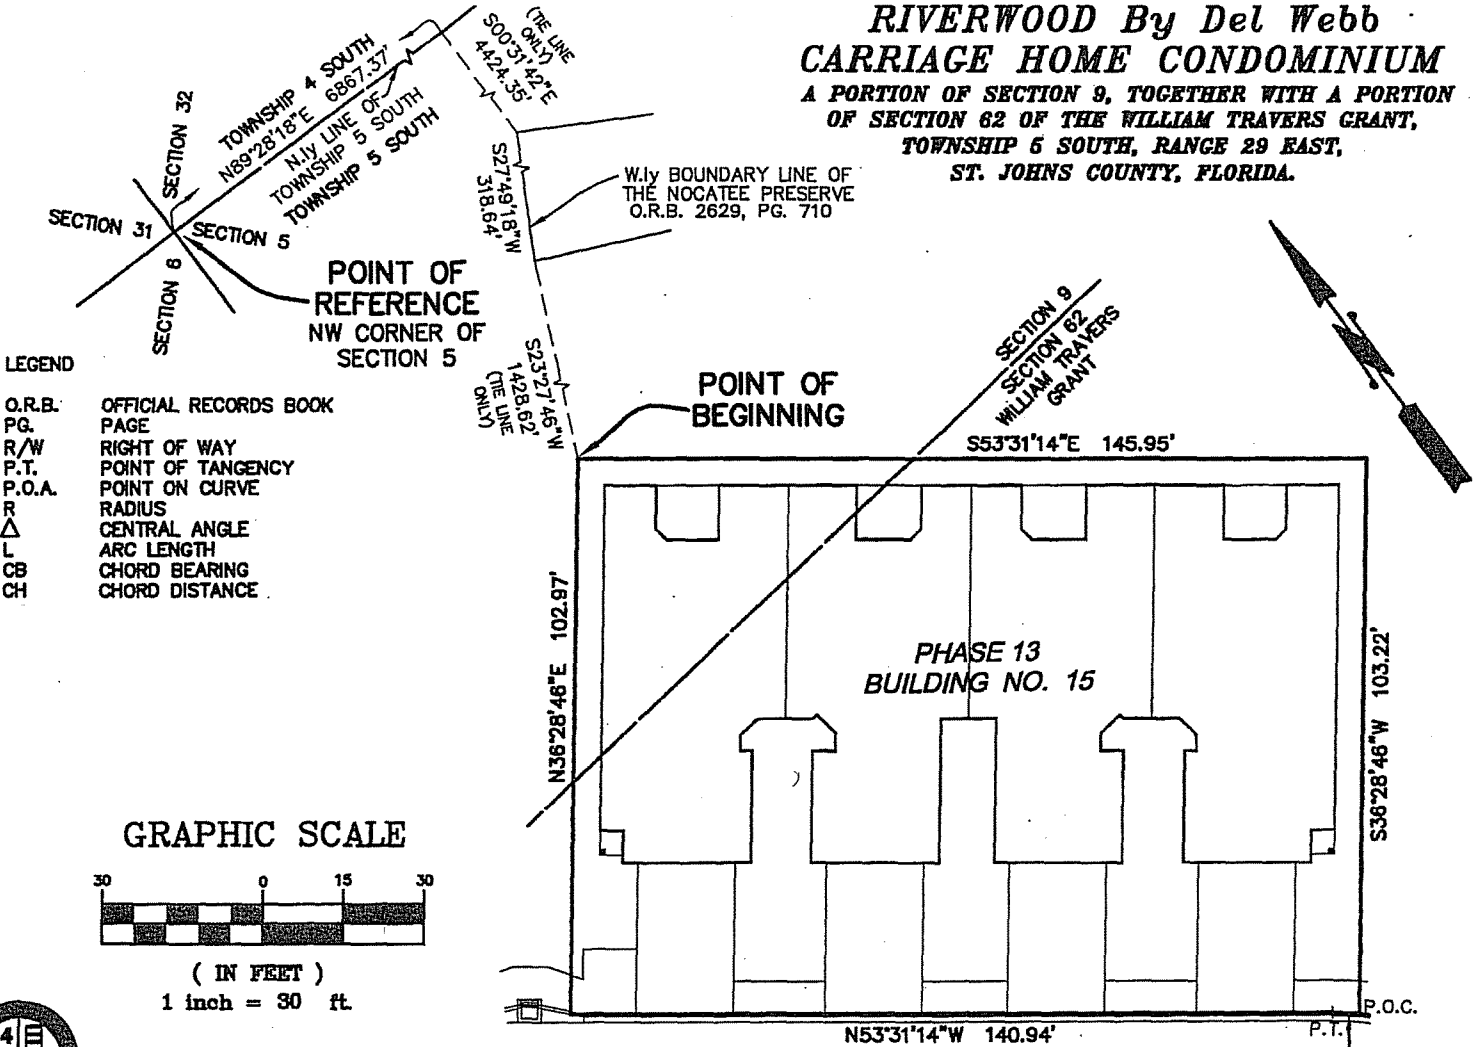 RIVERWOOD By Del Webb
CARRIAGE HOME CONDOMINIUM
A PORTION OF SECTION 9, TOGETHER WITH A PORTION
OF SECTION 62 OF THE WILLIAM TRAVERS GRANT,
TOWNSHIP 5 SOUTH, RANGE 29 EAST,
ST. JOHNS COUNTY, FLORIDA.
(TIE LINE
ONLY)
S00°31'42"E
4424.35'
TOWNSHIP 4 SOUTH
N89°28'18"E 6867.37'
N.ly LINE OF
TOWNSHIP 5 SOUTH
TOWNSHIP 5 SOUTH
SECTION 32
SECTION 31
SECTION 5
SECTION 6
S27°49'18"W
318.64'
W.ly BOUNDARY LINE OF
THE NOCATEE PRESERVE
O.R.B. 2629, PG. 710
POINT OF
REFERENCE
NW CORNER OF
SECTION 5
S23°27'46"W
1428.62'
(TIE LINE
ONLY)
POINT OF
BEGINNING
SECTION 9
SECTION 62
WILLIAM TRAVERS
GRANT
LEGEND
O.R.B. OFFICIAL RECORDS BOOK
PG. PAGE
R/W RIGHT OF WAY
P.T. POINT OF TANGENCY
P.O.A. POINT ON CURVE
R RADIUS
△ CENTRAL ANGLE
L ARC LENGTH
CB CHORD BEARING
CH CHORD DISTANCE
S53°31'14"E 145.95'
N36°28'46"E 102.97'
PHASE 13
BUILDING NO. 15
S36°28'46"W 103.22'
GRAPHIC SCALE
30 0 15 30
( IN FEET )
1 inch = 30 ft.
P.O.C.
P.T.
N53°31'14"W 140.94'
4